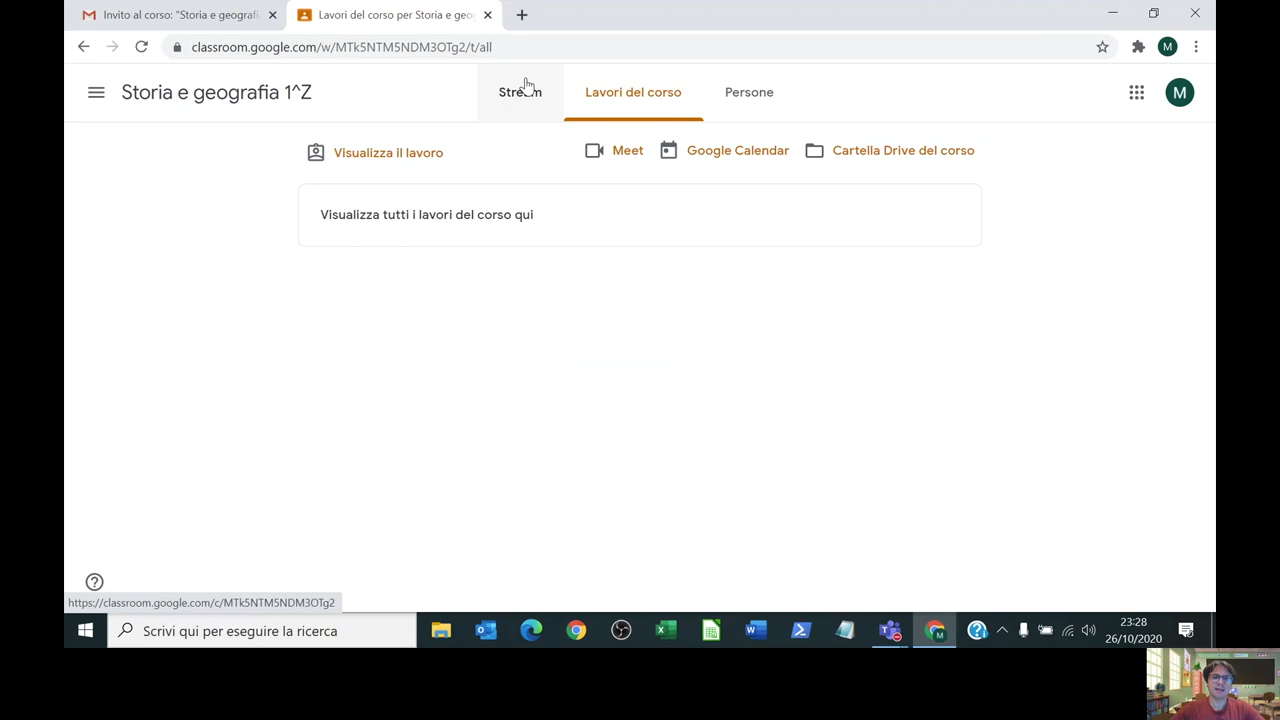 Invito al corso: "Storia e geografi
Lavori del corso per Storia e geo
classroom.google.com/w/MTk5NTM5NDM3OTg2/t/all
M
Storia e geografia 1^Z
Stream
Lavori del corso
Persone
M
Visualizza il lavoro
Meet
Google Calendar
Cartella Drive del corso
Visualizza tutti i lavori del corso qui
https://classroom.google.com/c/MTk5NTM5NDM3OTg2
Scrivi qui per eseguire la ricerca
23:28
26/10/2020